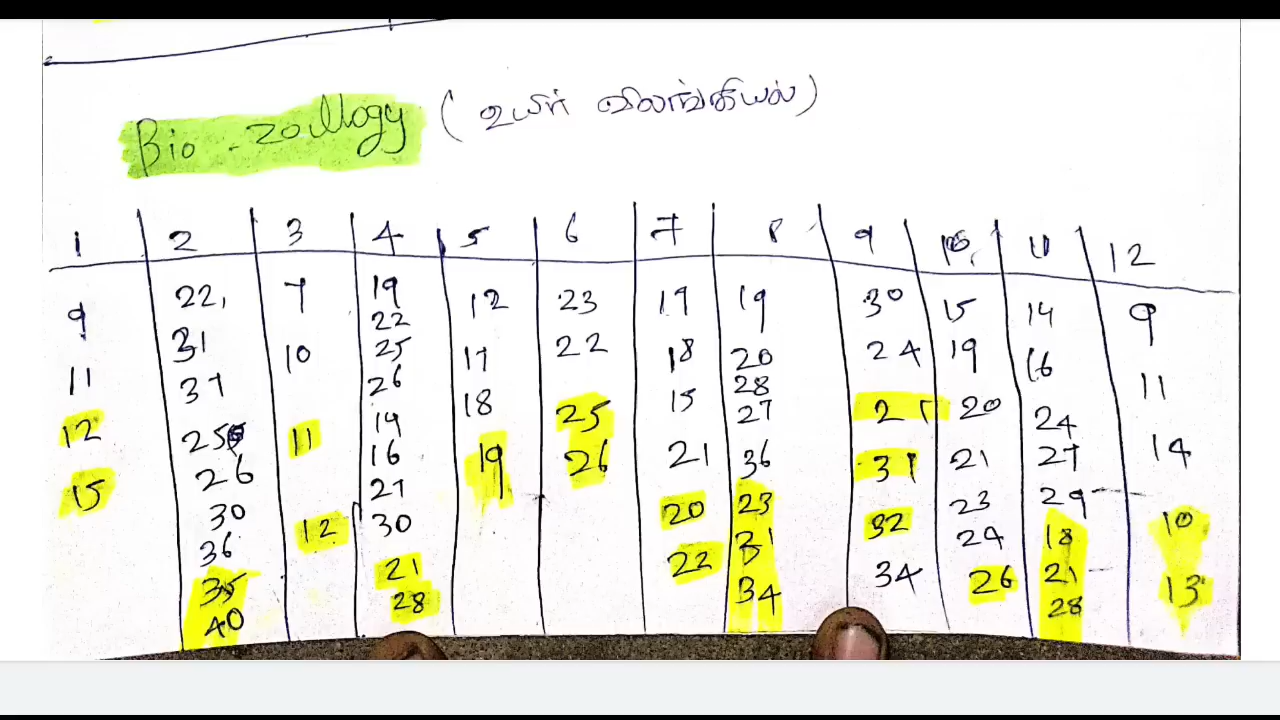 Bio - zoollogy ( உயிர் விலங்கியல் )
1 2 3 4 5 6 7 8 9 10 11 12
9 22, 7 19 12 23 17 19 30 15 14 9
22
31 10 25 17 22 18 20 24 19 16 11
11 37 26 18 15 28 20
12 25 11 14 25 27 21 24 14
15 26 16 19 26 21 36 31 21 27
30 12 27 20 23 32 23 29 10
36 30 22 31 34 24 18 13
35 21 34 26 21
40 28 28